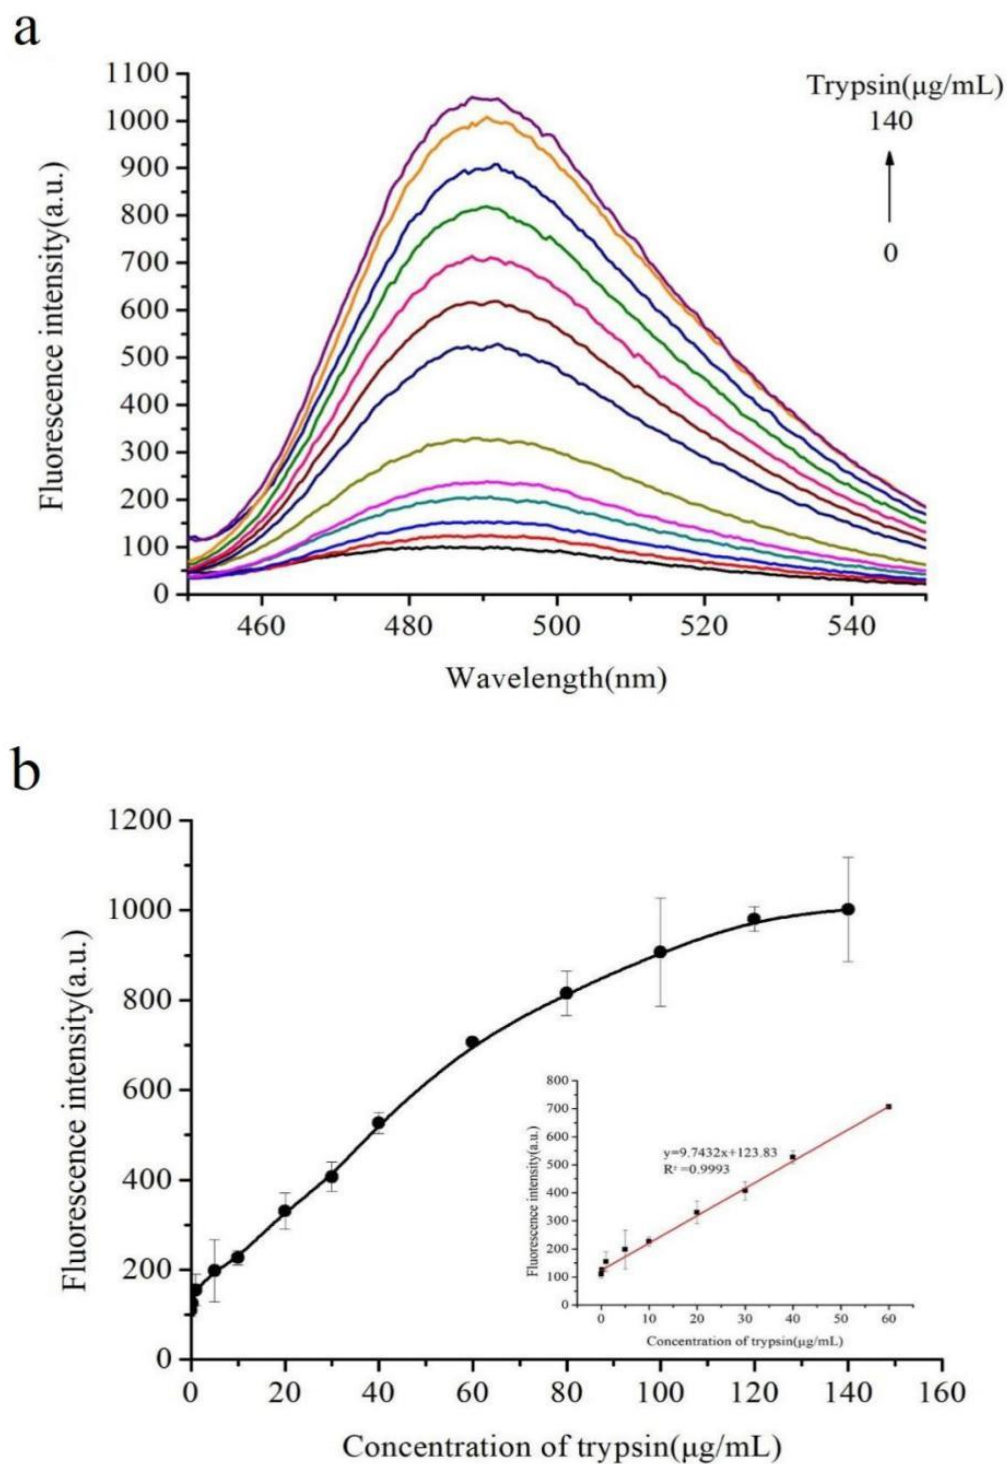 a
1100
1000
900
800
700
600
500
400
300
200
100
0
Fluorescence intensity(a.u.)
460 480 500 520 540
Wavelength(nm)
Trypsin(μg/mL)
140
0
b
1200
1000
800
600
400
200
0
Fluorescence intensity(a.u.)
0 20 40 60 80 100 120 140 160
Concentration of trypsin(μg/mL)
800
700
600
500
400
300
200
100
0
Fluorescence intensity(a.u.)
y=9.7432x+123.83
R²=0.9993
0 10 20 30 40 50 60
Concentration of trypsin(μg/mL)